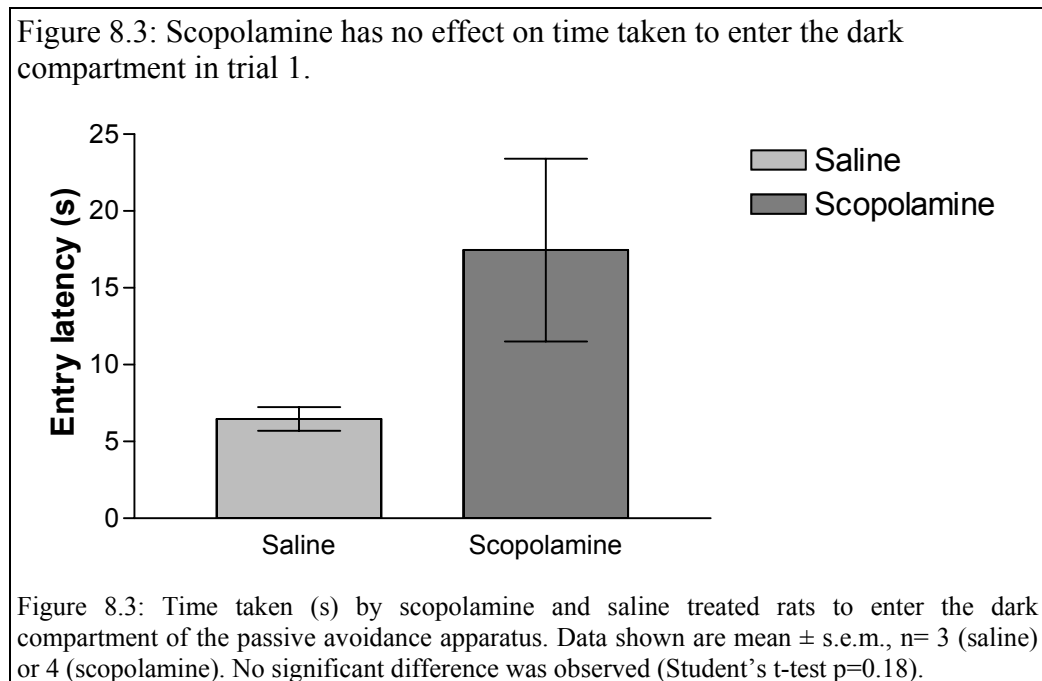 Figure 8.3: Scopolamine has no effect on time taken to enter the dark
compartment in trial 1.
25
20
15
10
5
0
Entry latency (s)
Saline
Scopolamine
Saline
Scopolamine
Figure 8.3: Time taken (s) by scopolamine and saline treated rats to enter the dark
compartment of the passive avoidance apparatus. Data shown are mean ± s.e.m., n= 3 (saline)
or 4 (scopolamine). No significant difference was observed (Student’s t-test p=0.18).